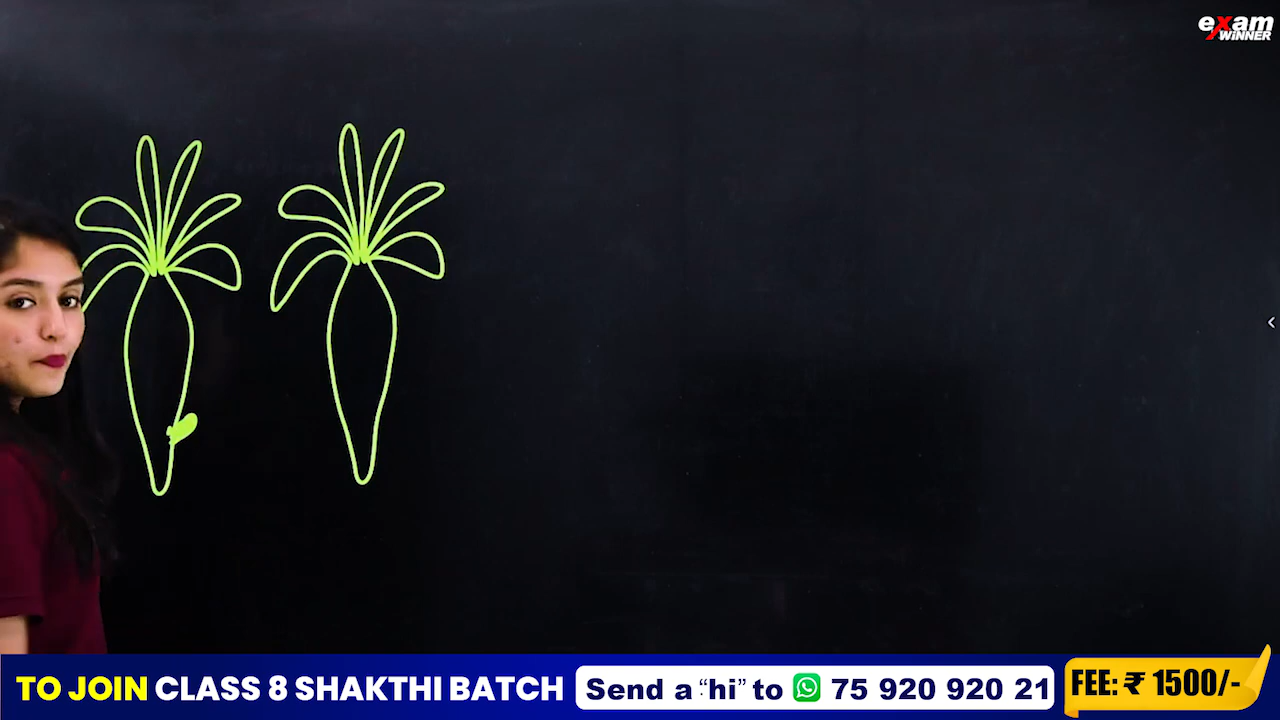 exam
WINNER
TO JOIN CLASS 8 SHAKTHI BATCH Send a “hi” to 75 920 920 21 FEE: ₹ 1500/-